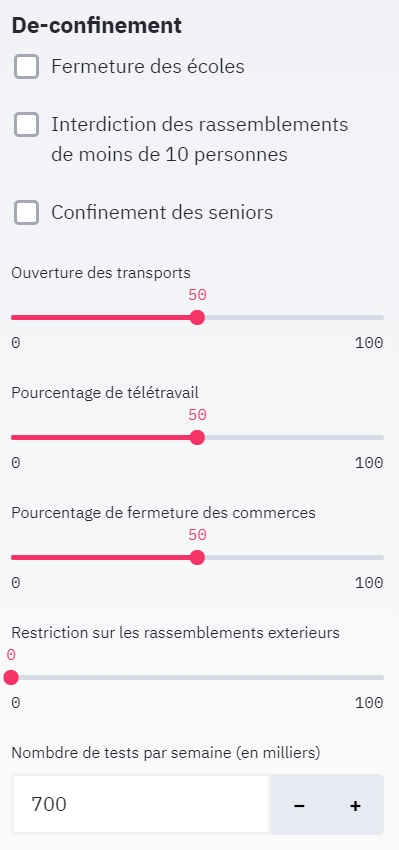 De-confinement
Fermeture des écoles
Interdiction des rassemblements
de moins de 10 personnes
Confinement des seniors
Ouverture des transports
50
0 100
Pourcentage de télétravail
50
0 100
Pourcentage de fermeture des commerces
50
0 100
Restriction sur les rassemblements exterieurs
0
0 100
Nombdre de tests par semaine (en milliers)
700 − +